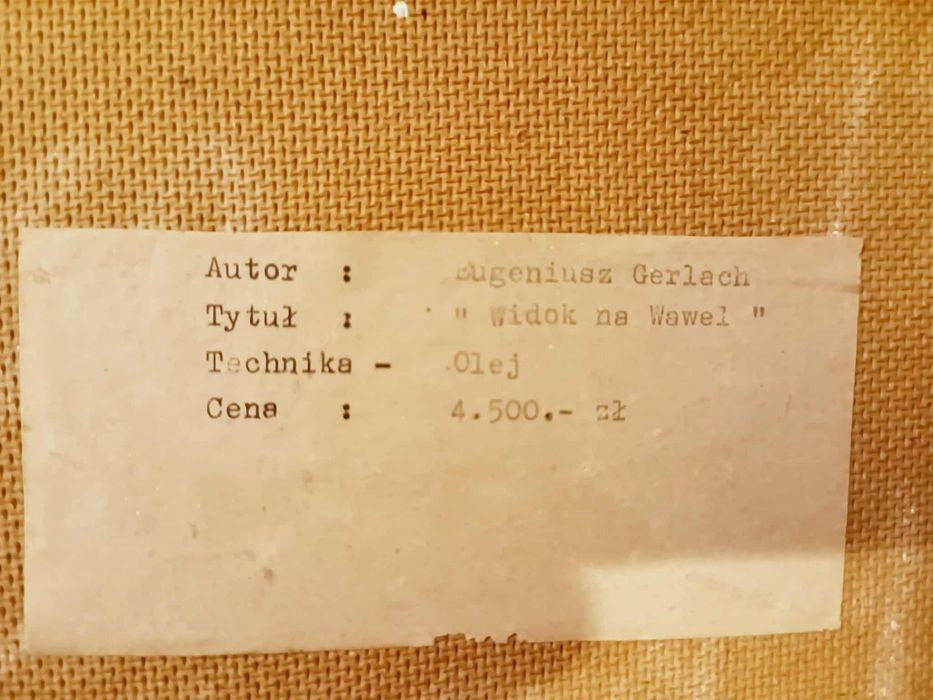 Autor : Eugeniusz Gerlach
Tytuł : " Widok na Wawel "
Technika - Olej
Cena : 4.500.- zł